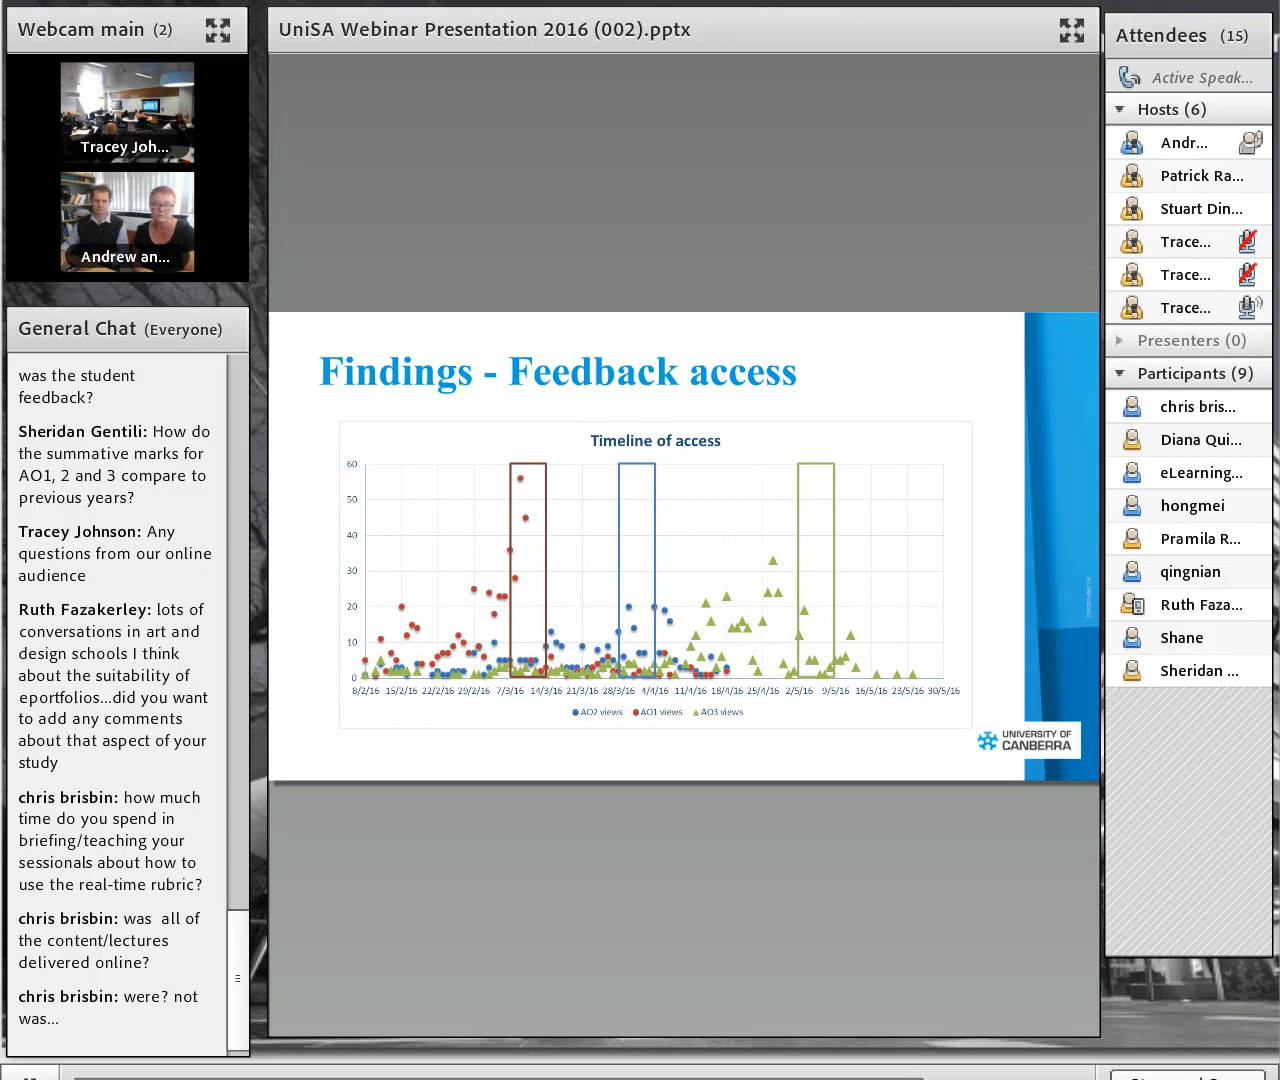 Webcam main (2)
Tracey Joh...
Andrew an...
General Chat (Everyone)
was the student
feedback?
Sheridan Gentili: How do
the summative marks for
AO1, 2 and 3 compare to
previous years?
Tracey Johnson: Any
questions from our online
audience
Ruth Fazakerley: lots of
conversations in art and
design schools I think
about the suitability of
eportfolios...did you want
to add any comments
about that aspect of your
study
chris brisbin: how much
time do you spend in
briefing/teaching your
sessionals about how to
use the real-time rubric?
chris brisbin: was  all of
the content/lectures
delivered online?
chris brisbin: were? not
was...
UniSA Webinar Presentation 2016 (002).pptx
Findings - Feedback access
Timeline of access
60
50
40
30
20
10
0
8/2/16 15/2/16 22/2/16 29/2/16 7/3/16 14/3/16 21/3/16 28/3/16 4/4/16 11/4/16 18/4/16 25/4/16 2/5/16 9/5/16 16/5/16 23/5/16 30/5/16
AO2 views AO1 views AO3 views
UNIVERSITY OF
CANBERRA
Attendees (15)
Active Speak...
Hosts (6)
Andr...
Patrick Ra...
Stuart Din...
Trace...
Trace...
Trace...
Presenters (0)
Participants (9)
chris bris...
Diana Qui...
eLearning...
hongmei
Pramila R...
qingnian
Ruth Faza...
Shane
Sheridan ...